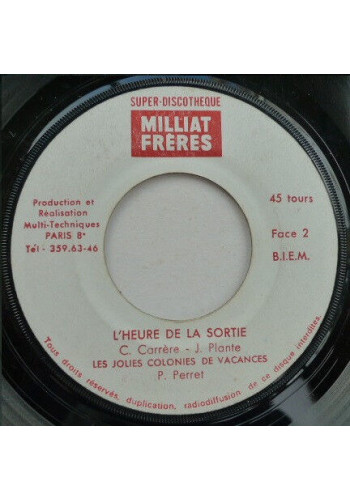 SUPER-DISCOTHEQUE
MILLIAT
FRÈRES
Production et
Réalisation
Multi-Techniques
PARIS 8e
Tél - 359.63-46
45 tours
Face 2
B.I.E.M.
L'HEURE DE LA SORTIE
C. Carrère - J. Plante
LES JOLIES COLONIES DE VACANCES
P. Perret
Tous droits réservés, duplication, radiodiffusion de ce disque interdites.